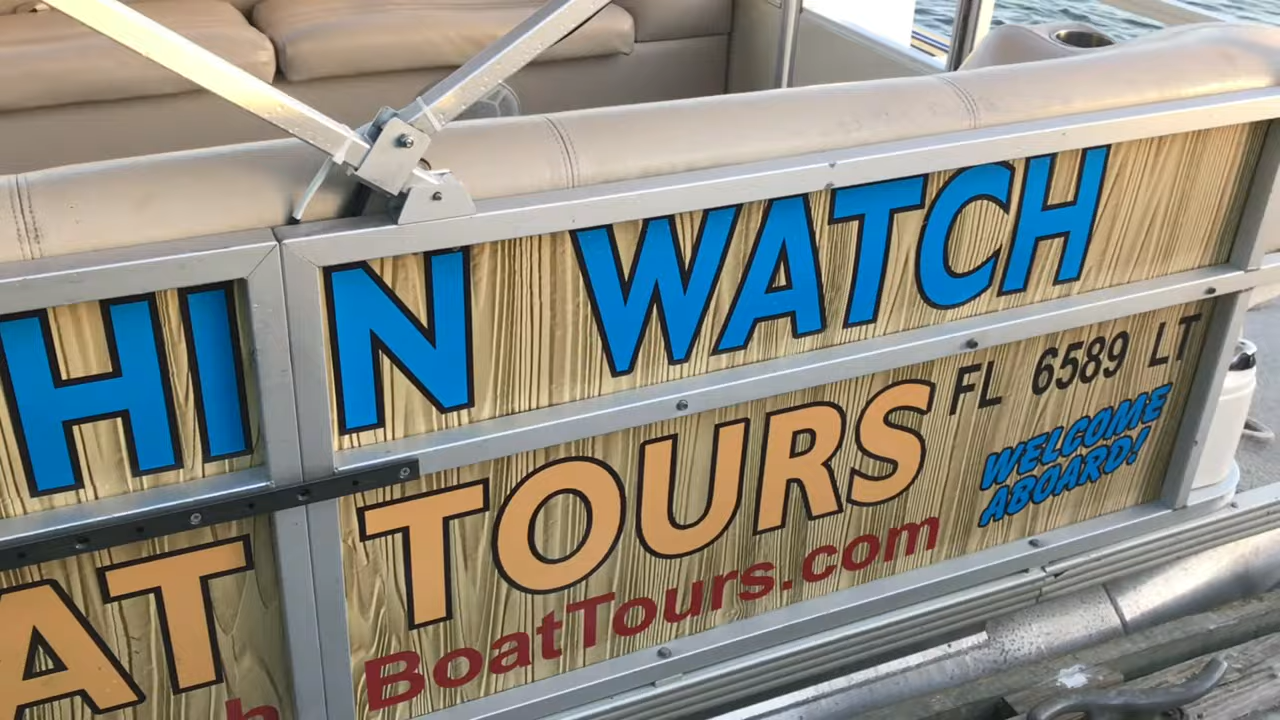 HIN WATCH
AT TOURS
FL 6589 LT
WELCOME
ABOARD!
h BoatTours.com